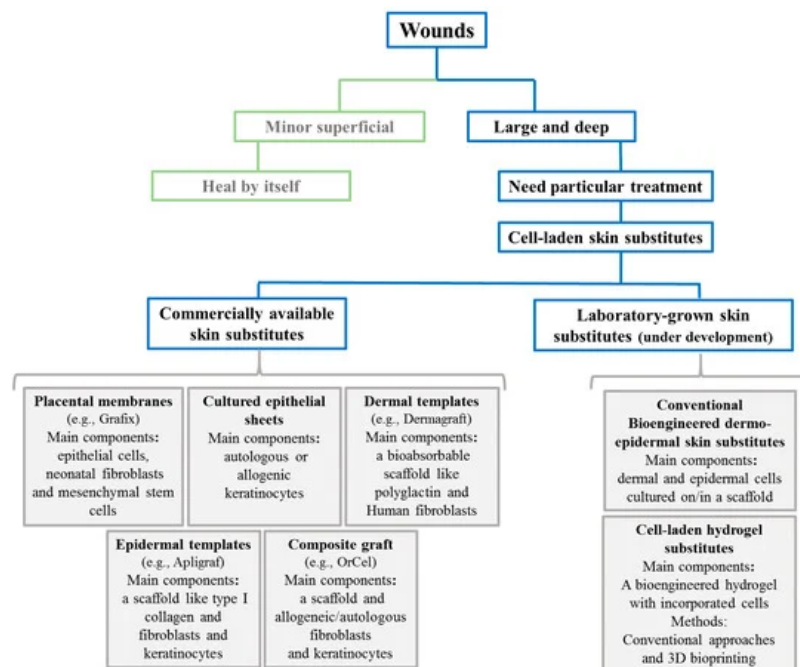 Wounds
Minor superficial
Large and deep
Heal by itself
Need particular treatment
Cell-laden skin substitutes
Commercially available
skin substitutes
Laboratory-grown skin
substitutes (under development)
Placental membranes
(e.g., Grafix)
Main components:
epithelial cells,
neonatal fibroblasts
and mesenchymal stem
cells
Cultured epithelial
sheets
Main components:
autologous or
allogenic
keratinocytes
Dermal templates
(e.g., Dermagraft)
Main components:
a bioabsorbable
scaffold like
polyglactin and
Human fibroblasts
Epidermal templates
(e.g., Apligraf)
Main components:
a scaffold like type I
collagen and
fibroblasts and
keratinocytes
Composite graft
(e.g., OrCel)
Main components:
a scaffold and
allogeneic/autologous
fibroblasts
and keratinocytes
Conventional
Bioengineered dermo-
epidermal skin substitutes
Main components:
dermal and epidermal cells
cultured on/in a scaffold
Cell-laden hydrogel
substitutes
Main components:
A bioengineered hydrogel
with incorporated cells
Methods:
Conventional approaches
and 3D bioprinting